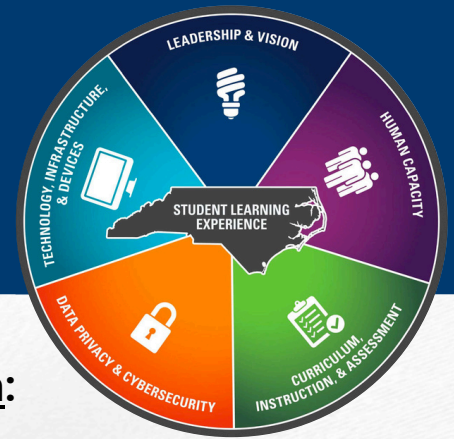 LEADERSHIP & VISION
HUMAN CAPACITY
TECHNOLOGY, INFRASTRUCTURE,
& DEVICES
STUDENT LEARNING
EXPERIENCE
DATA PRIVACY & CYBERSECURITY
CURRICULUM,
INSTRUCTION, & ASSESSMENT